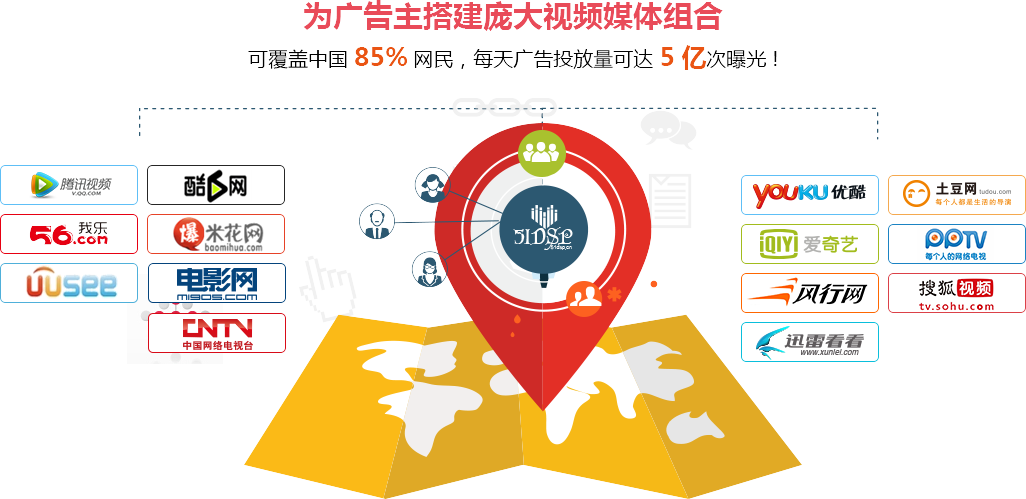 为广告主搭建庞大视频媒体组合
可覆盖中国 85% 网民，每天广告投放量可达 5 亿次曝光！
腾讯视频
V.QQ.COM
酷6网
56.com 我乐
爆米花网
baomihua.com
UUSEE
电影网
M1905.COM
CNTV
中国网络电视台
51DSP
51dsp.cn
YOUKU 优酷
土豆网 tudou.com
每个人都是生活的导演
iQIYI 爱奇艺
PPTV
每个人的网络电视
风行网
搜狐视频
tv.sohu.com
迅雷看看
www.xunlei.com